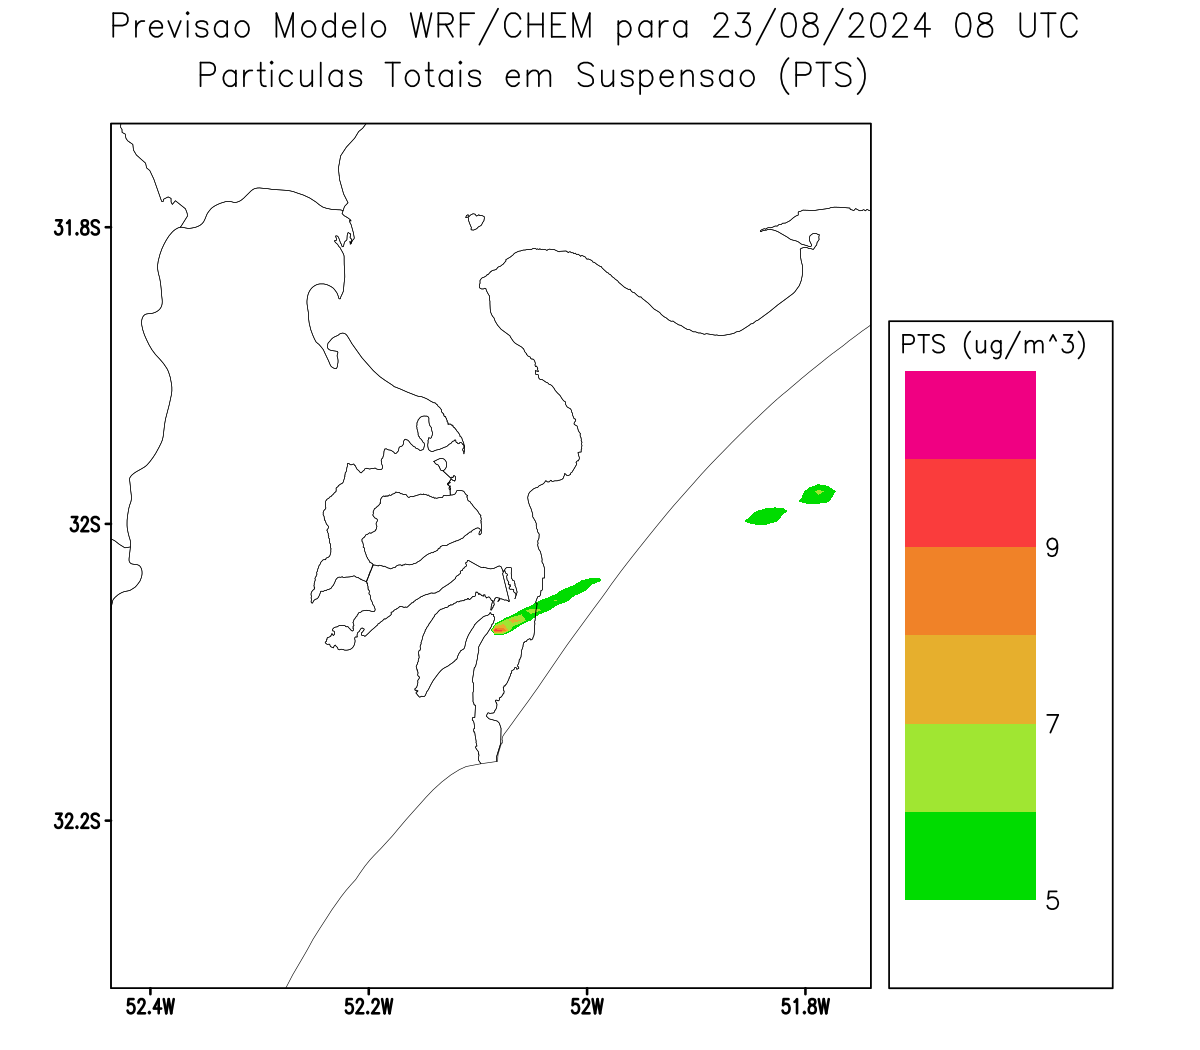 Previsao Modelo WRF/CHEM para 23/08/2024 08 UTC
Particulas Totais em Suspensao (PTS)
31.8S
32S
32.2S
52.4W
52.2W
52W
51.8W
PTS (ug/m^3)
9
7
5